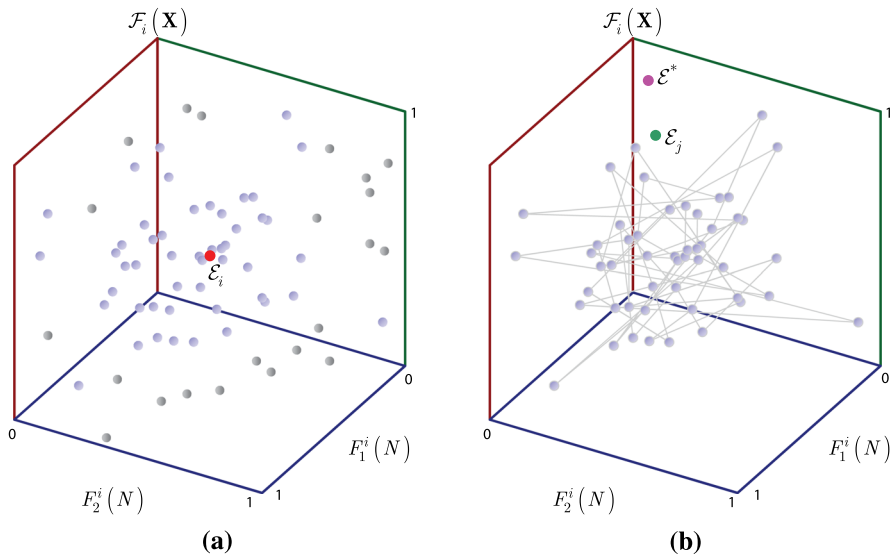 𝓕ᵢ(𝐗) 𝓕ᵢ(𝐗)
1 1
ℰ*
ℰⱼ
ℰᵢ
0 0
0 0
F₁ⁱ(N) F₁ⁱ(N)
F₂ⁱ(N) 1 1 F₂ⁱ(N) 1 1
(a) (b)